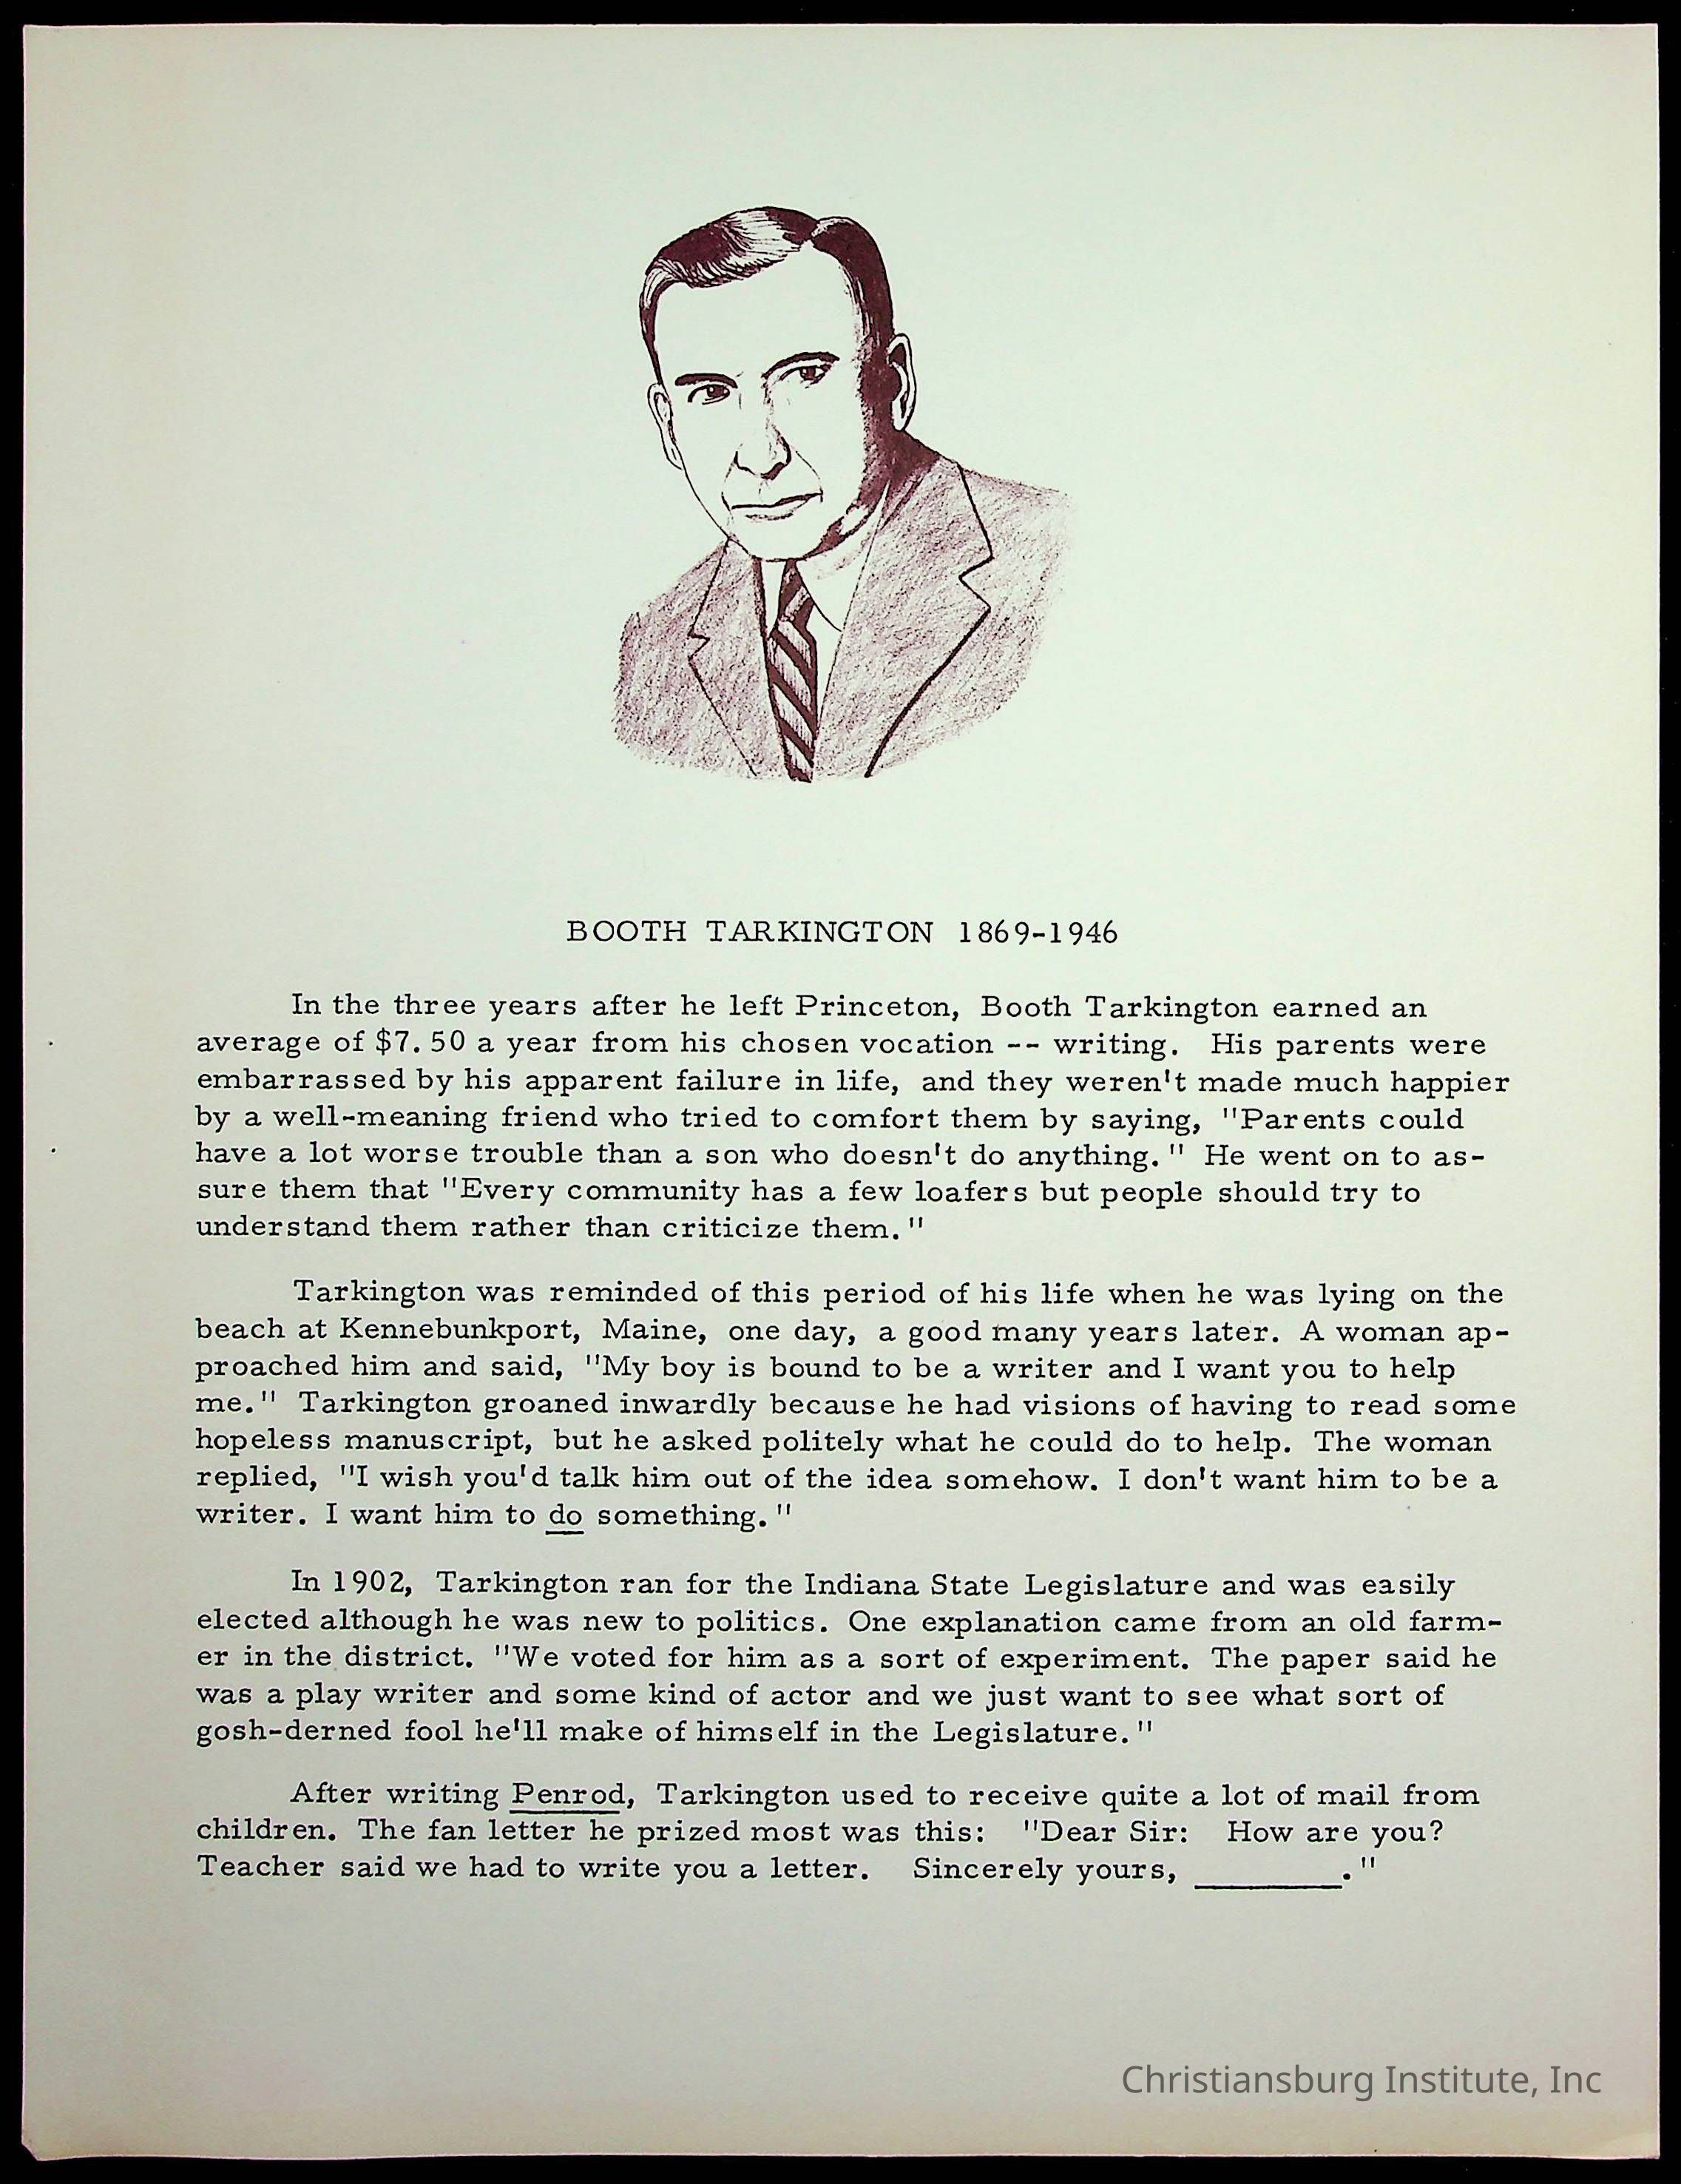 BOOTH TARKINGTON 1869-1946
In the three years after he left Princeton, Booth Tarkington earned an
average of $7.50 a year from his chosen vocation -- writing. His parents were
embarrassed by his apparent failure in life, and they weren't made much happier
by a well-meaning friend who tried to comfort them by saying, "Parents could
have a lot worse trouble than a son who doesn't do anything." He went on to as-
sure them that "Every community has a few loafers but people should try to
understand them rather than criticize them."
Tarkington was reminded of this period of his life when he was lying on the
beach at Kennebunkport, Maine, one day, a good many years later. A woman ap-
proached him and said, "My boy is bound to be a writer and I want you to help
me." Tarkington groaned inwardly because he had visions of having to read some
hopeless manuscript, but he asked politely what he could do to help. The woman
replied, "I wish you'd talk him out of the idea somehow. I don't want him to be a
writer. I want him to do something."
In 1902, Tarkington ran for the Indiana State Legislature and was easily
elected although he was new to politics. One explanation came from an old farm-
er in the district. "We voted for him as a sort of experiment. The paper said he
was a play writer and some kind of actor and we just want to see what sort of
gosh-derned fool he'll make of himself in the Legislature."
After writing Penrod, Tarkington used to receive quite a lot of mail from
children. The fan letter he prized most was this: "Dear Sir: How are you?
Teacher said we had to write you a letter. Sincerely yours, ________."
Christiansburg Institute, Inc